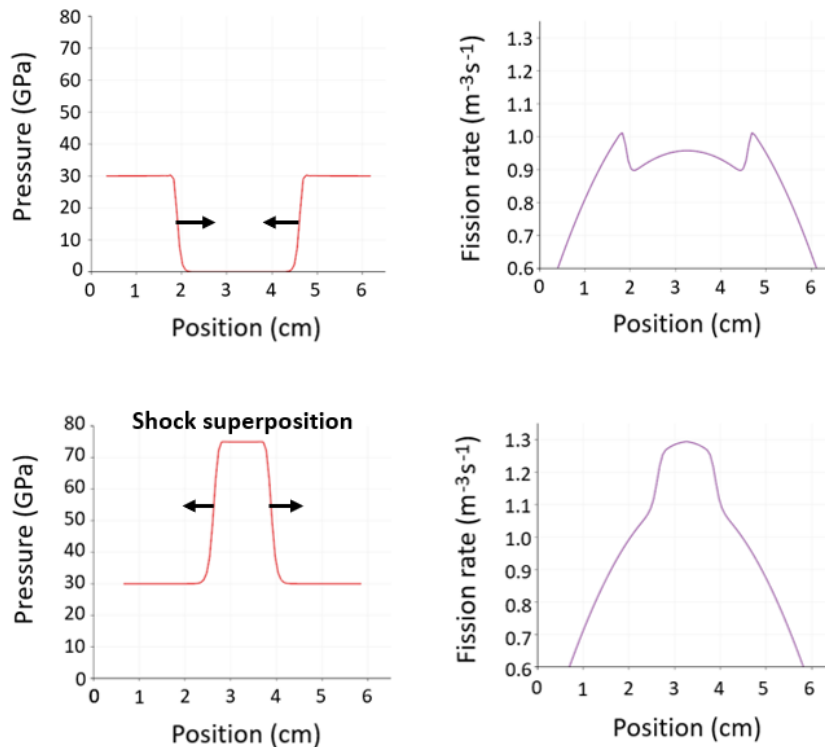 Pressure (GPa)
80
70
60
50
40
30
20
10
0
0 1 2 3 4 5 6
Position (cm)
Fission rate (m⁻³s⁻¹)
1.3
1.2
1.1
1.0
0.9
0.8
0.7
0.6
0 1 2 3 4 5 6
Position (cm)
Shock superposition
Pressure (GPa)
80
70
60
50
40
30
20
10
0
0 1 2 3 4 5 6
Position (cm)
Fission rate (m⁻³s⁻¹)
1.3
1.2
1.1
1.0
0.9
0.8
0.7
0.6
0 1 2 3 4 5 6
Position (cm)